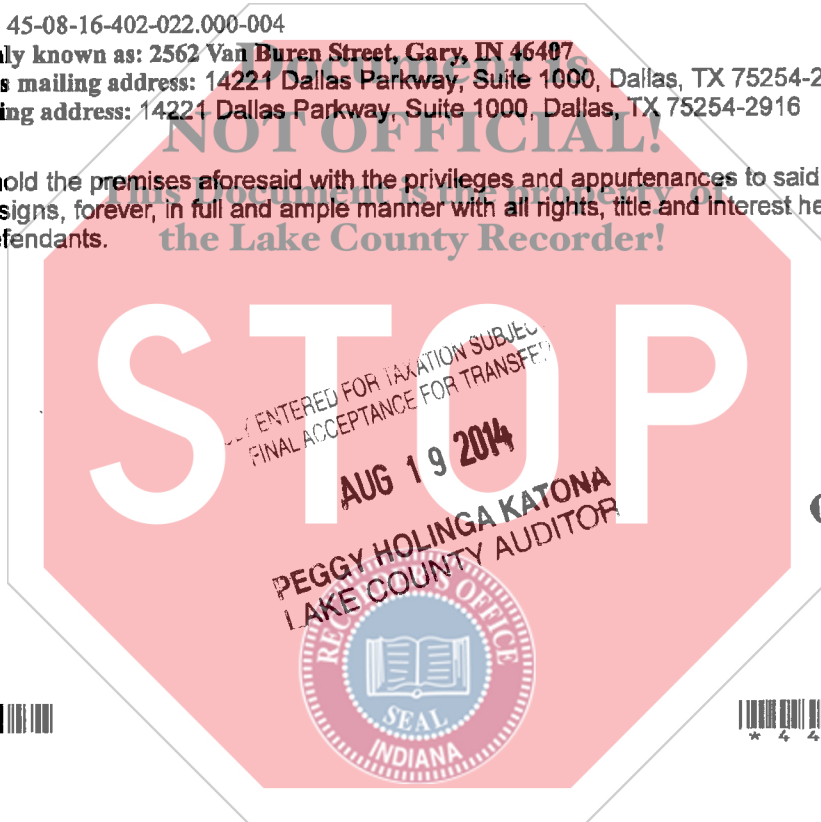 45-08-16-402-022.000-004
ly known as: 2562 Van Buren Street, Gary, IN 46407
s mailing address: 14221 Dallas Parkway, Suite 1000, Dallas, TX 75254-2
ing address: 14221 Dallas Parkway, Suite 1000, Dallas, TX 75254-2916
Document is
NOT OFFICIAL!
This Document is the property of
the Lake County Recorder!
hold the premises aforesaid with the privileges and appurtenances to said
signs, forever, in full and ample manner with all rights, title and interest he
fendants.
STOP
ENTERED FOR TAXATION SUBJEC
FINAL ACCEPTANCE FOR TRANSFER
AUG 19 2014
PEGGY HOLINGA KATONA
LAKE COUNTY AUDITOR
RECORDER'S OFFICE
SEAL
INDIANA
* 4 4